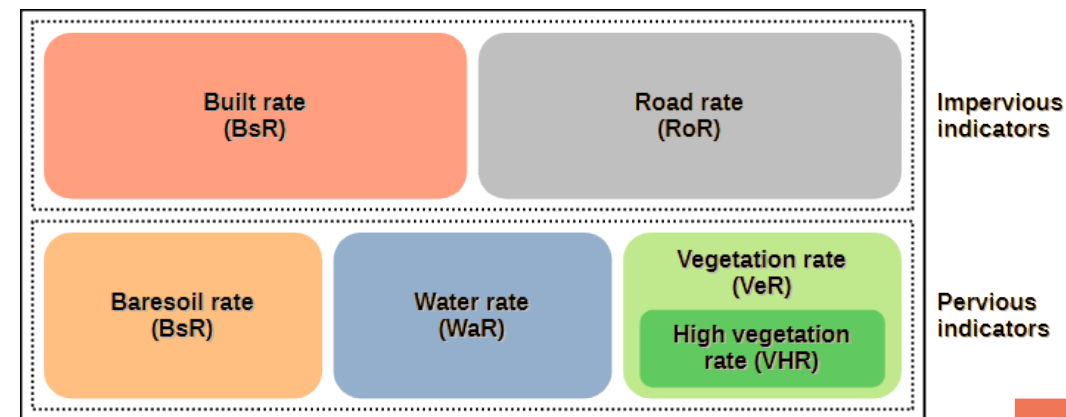 Built rate
(BsR)
Road rate
(RoR)
Impervious
indicators
Baresoil rate
(BsR)
Water rate
(WaR)
Vegetation rate
(VeR)
High vegetation
rate (VHR)
Pervious
indicators